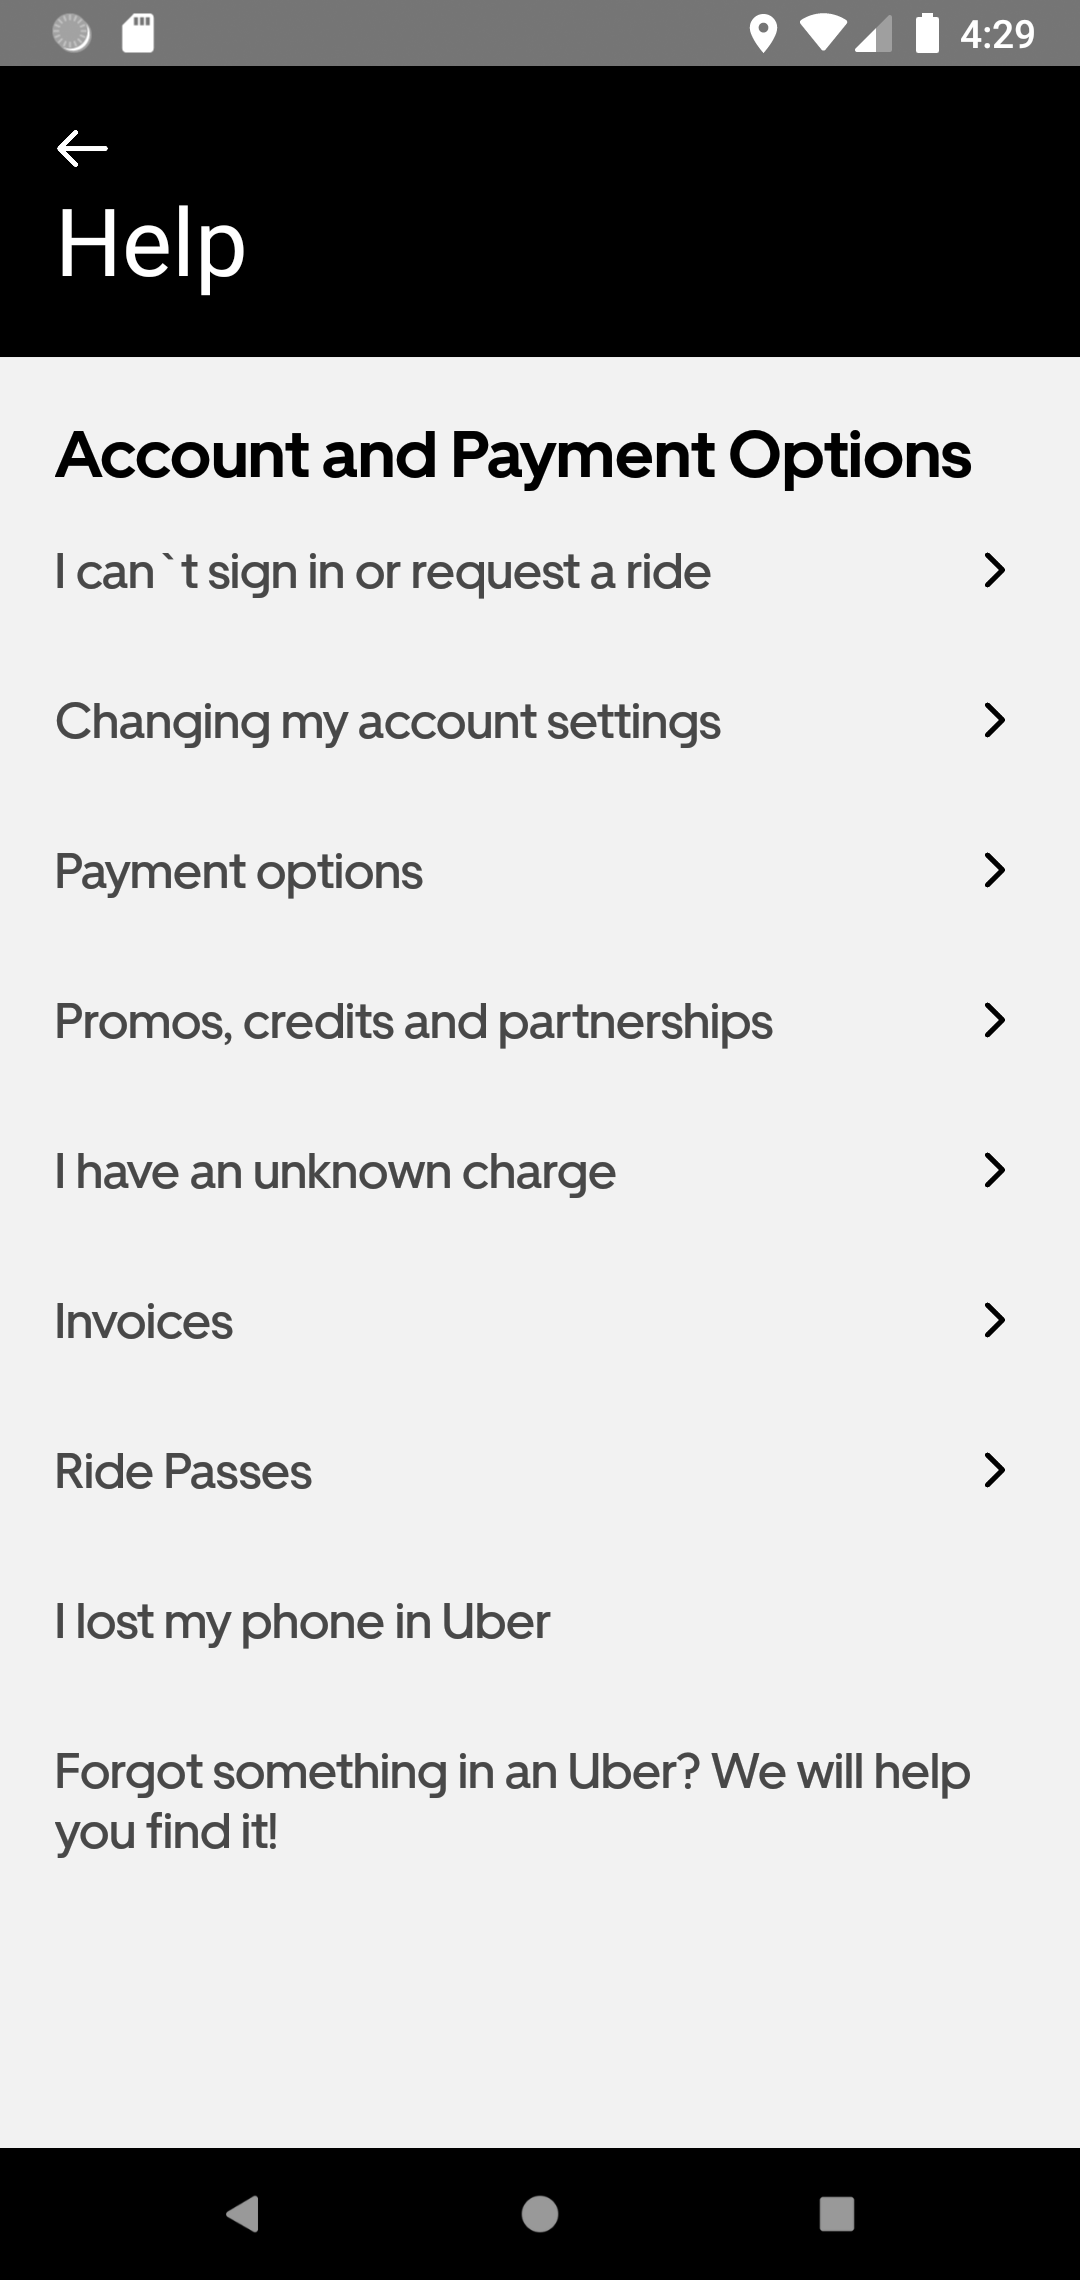 4:29
Help
Account and Payment Options
I can`t sign in or request a ride
Changing my account settings
Payment options
Promos, credits and partnerships
I have an unknown charge
Invoices
Ride Passes
I lost my phone in Uber
Forgot something in an Uber? We will help
you find it!